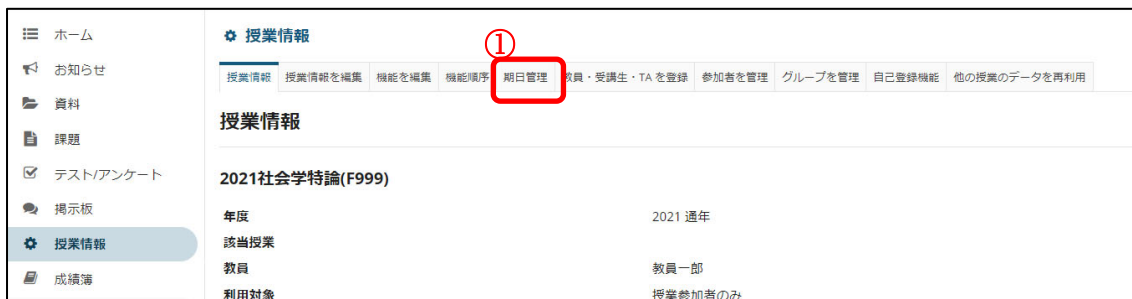 ホーム
お知らせ
資料
課題
テスト/アンケート
掲示板
授業情報
成績簿
授業情報
①
授業情報 授業情報を編集 機能を編集 機能順序 期日管理 教員・受講生・TAを登録 参加者を管理 グループを管理 自己登録機能 他の授業のデータを再利用
授業情報
2021社会学特論(F999)
年度 2021 通年
該当授業
教員 教員一郎
利用対象 授業参加者のみ